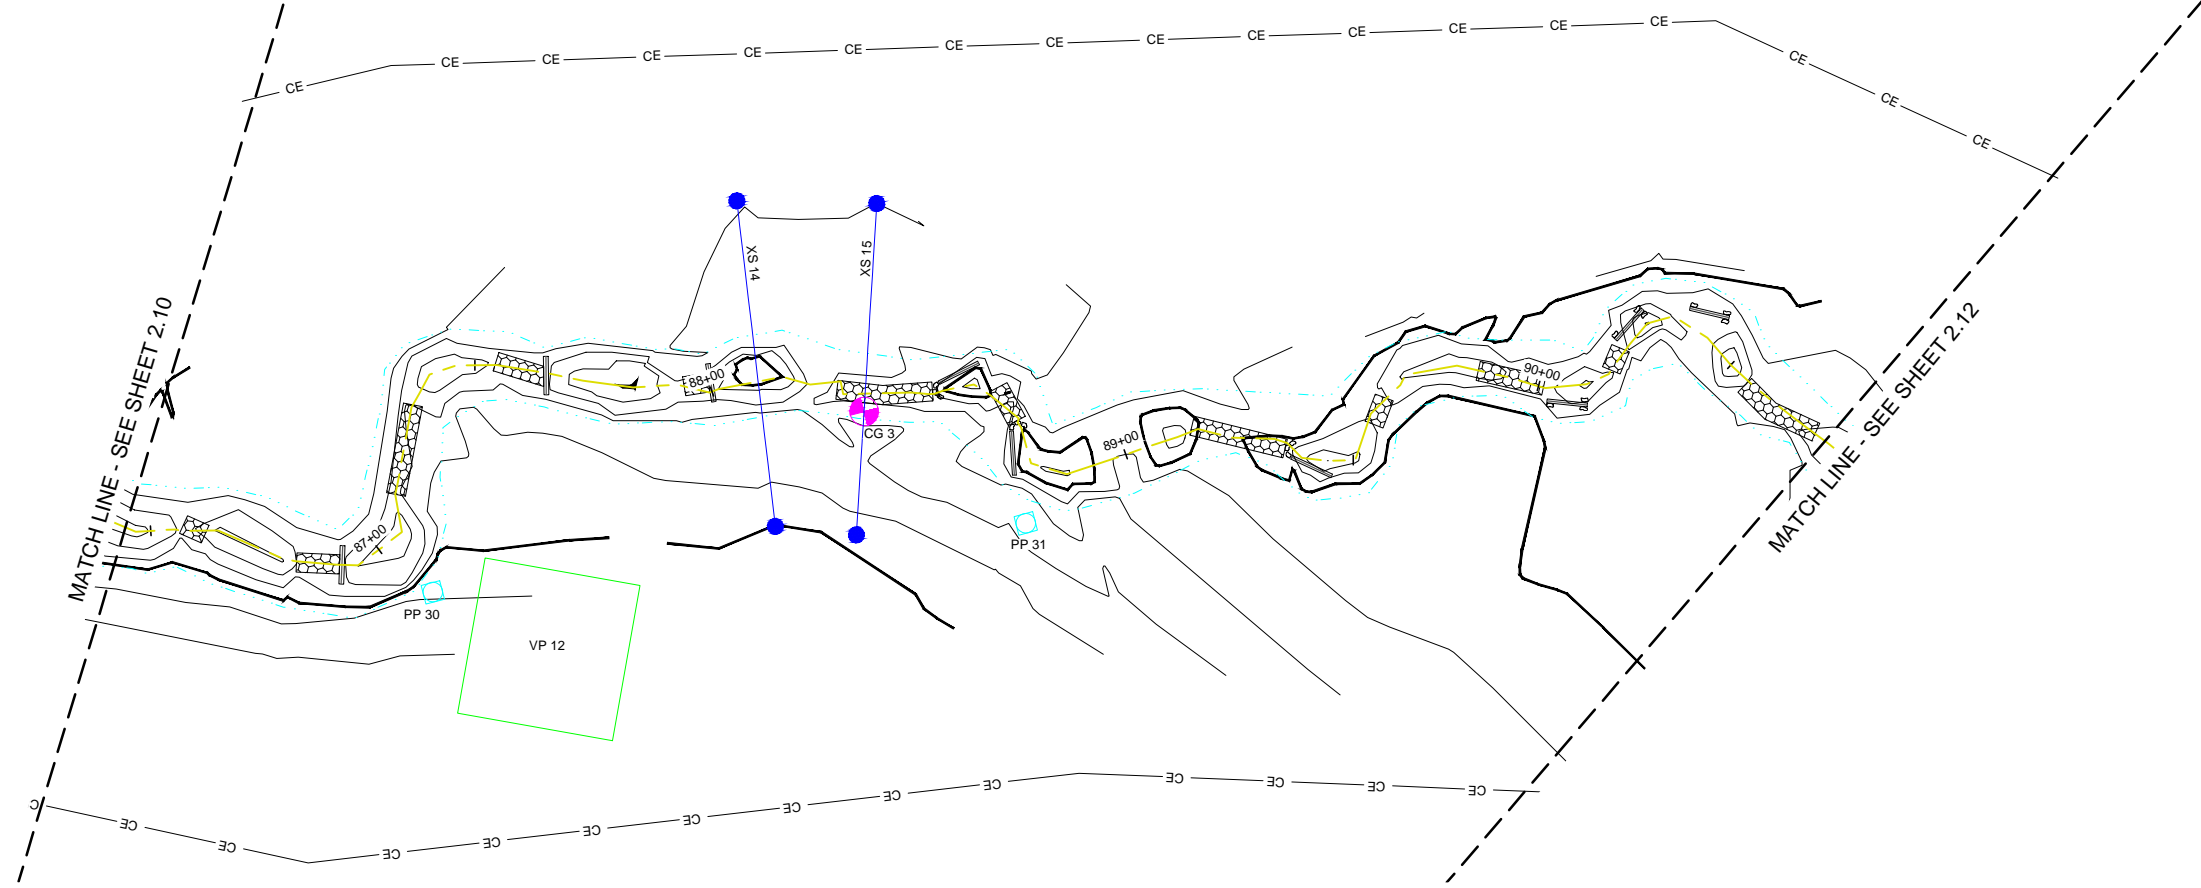 CE CE CE CE CE CE CE CE CE CE CE CE CE CE
CE
CE
CE
MATCH LINE - SEE SHEET 2.10
MATCH LINE - SEE SHEET 2.12
XS 14
XS 15
88+00
90+00
CG 3
89+00
87+00
PP 31
PP 30
VP 12
C CE CE CE CE CE CE CE CE CE CE CE CE CE